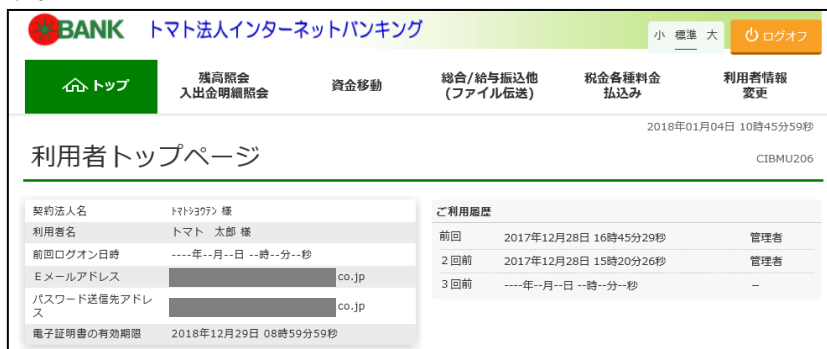 BANK トマト法人インターネットバンキング 小 標準 大 ログオフ
トップ 残高照会 資金移動 総合/給与振込他 税金各種料金 利用者情報
入出金明細照会 (ファイル伝送) 払込み 変更
2018年01月04日 10時45分59秒
利用者トップページ CIBMU206
契約法人名 ﾄﾏﾄｼﾖｳﾃﾝ 様
利用者名 トマト 太郎 様
前回ログオン日時 ----年--月--日 --時--分--秒
Eメールアドレス co.jp
パスワード送信先アドレ
ス co.jp
電子証明書の有効期限 2018年12月29日 08時59分59秒
ご利用履歴
前回 2017年12月28日 16時45分29秒 管理者
2回前 2017年12月28日 15時20分26秒 管理者
3回前 ----年--月--日 --時--分--秒 –